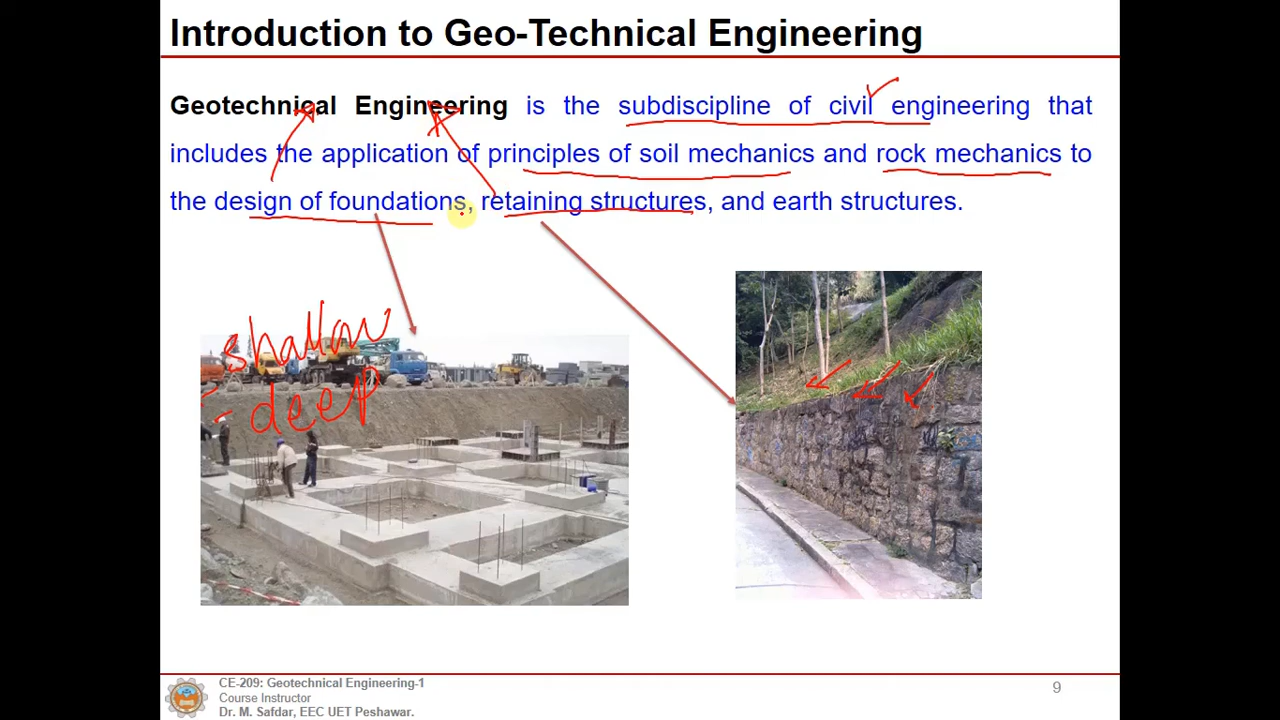 Introduction to Geo-Technical Engineering
Geotechnical Engineering is the subdiscipline of civil engineering that
includes the application of principles of soil mechanics and rock mechanics to
the design of foundations, retaining structures, and earth structures.
shallow
-deep
CE-209: Geotechnical Engineering-1
Course Instructor
Dr. M. Safdar, EEC UET Peshawar.
9